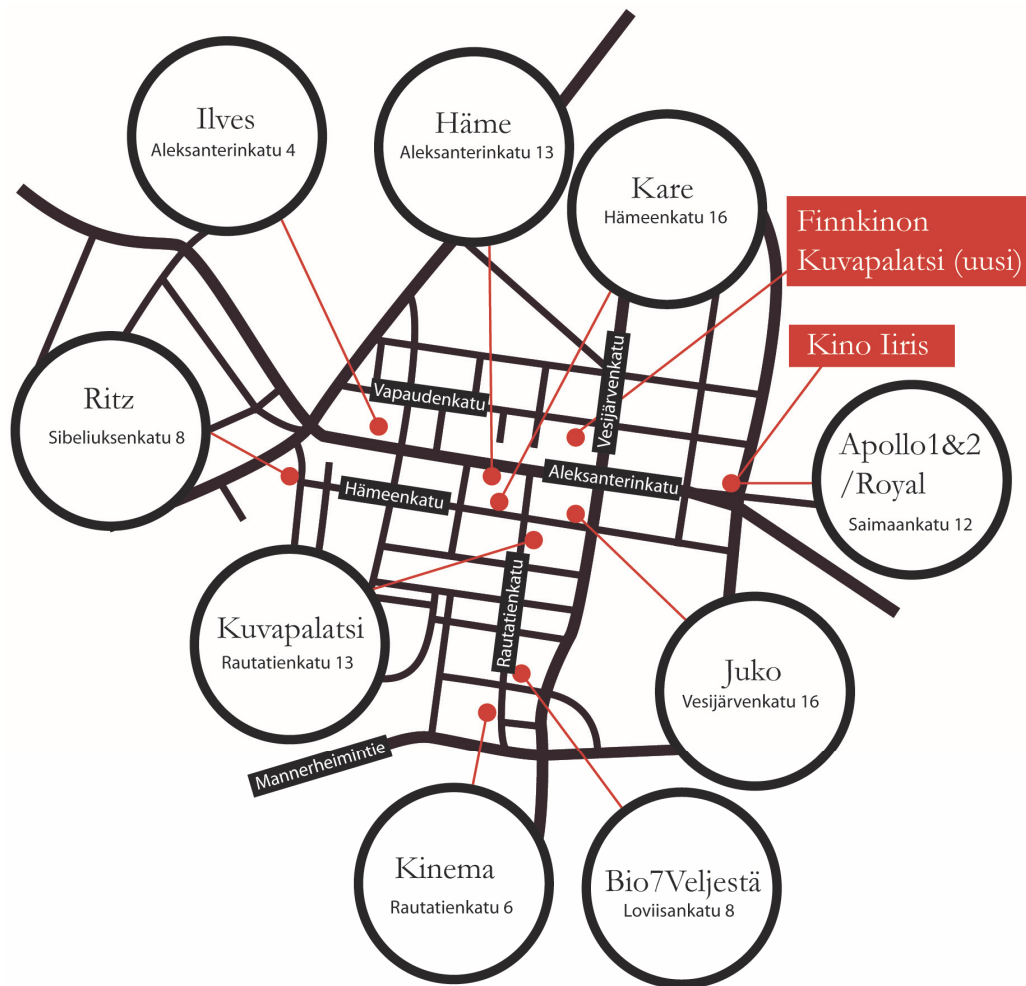 Ilves
Aleksanterinkatu 4
Häme
Aleksanterinkatu 13
Kare
Hämeenkatu 16
Finnkinon
Kuvapalatsi (uusi)
Kino Iiris
Ritz
Sibeliuksenkatu 8
Vapaudenkatu
Vesijärvenkatu
Apollo1&2
/Royal
Saimaankatu 12
Aleksanterinkatu
Hämeenkatu
Kuvapalatsi
Rautatienkatu 13
Rautatienkatu
Juko
Vesijärvenkatu 16
Mannerheimintie
Kinema
Rautatienkatu 6
Bio7Veljestä
Loviisankatu 8